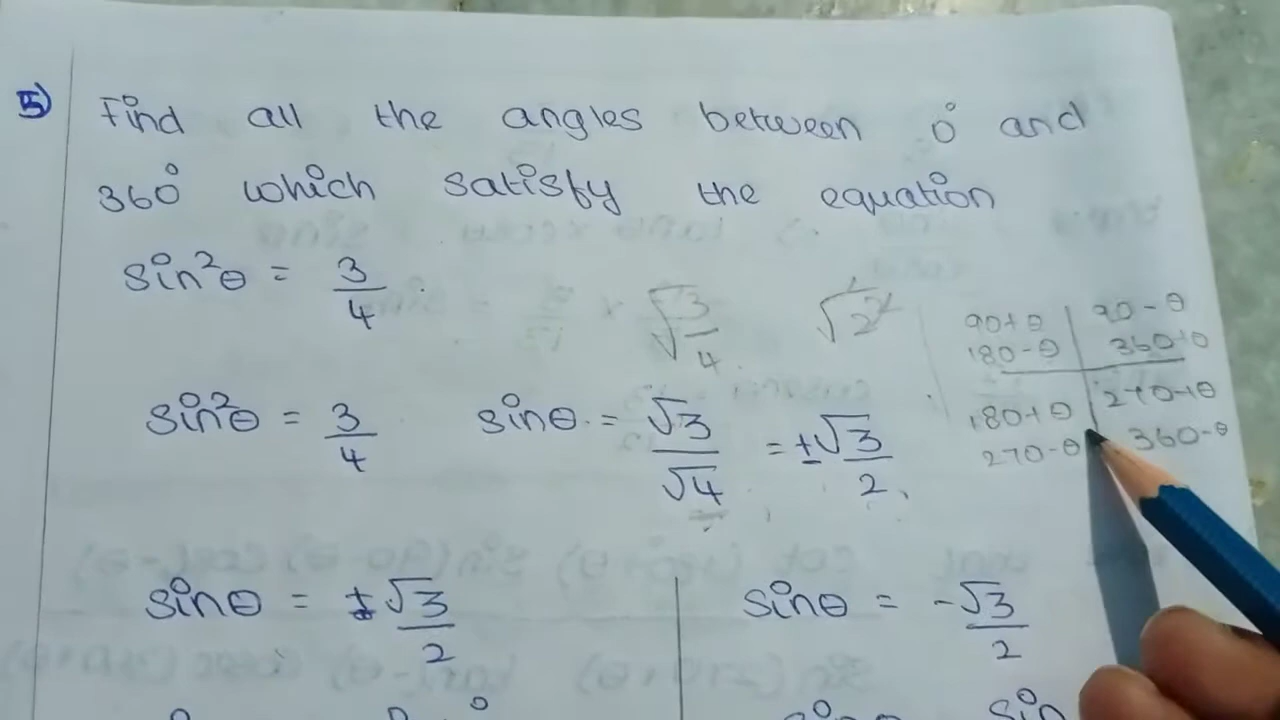 5) Find all the angles between 0° and
360° which satisfy the equation
sin²θ = 3/4 .
√3/√4 √2²
90+θ | 90-θ
180-θ | 360+θ
180+θ | 270+θ
270-θ | 360-θ
sin²θ = 3/4 sinθ = √3/√4 = ±√3/2
sinθ = ±√3/2 | sinθ = -√3/2